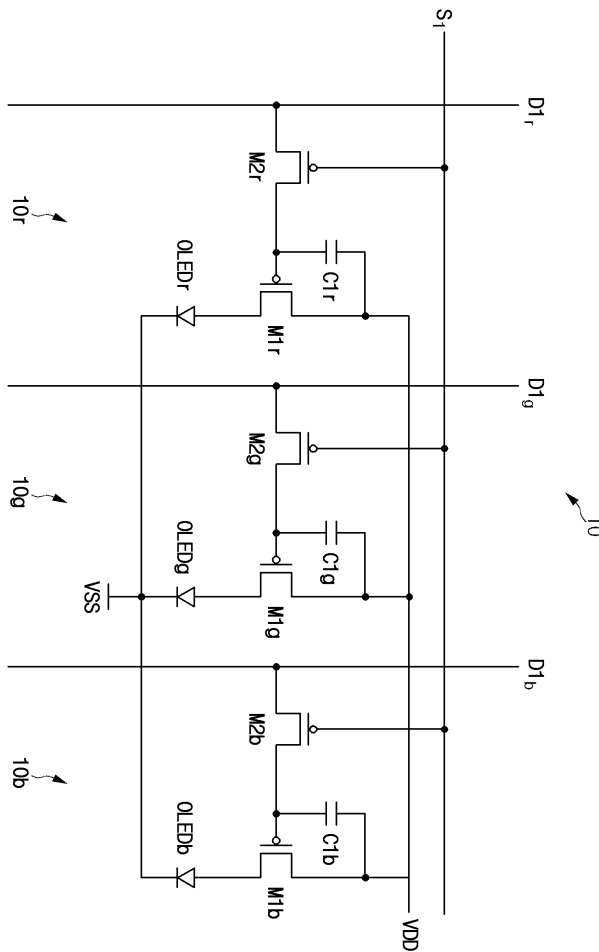 10
D1r
D1g
D1b
S1
VDD
C1r
C1g
C1b
M2r
M1r
M2g
M1g
M2b
M1b
OLEDr
OLEDg
OLEDb
VSS
10r
10g
10b